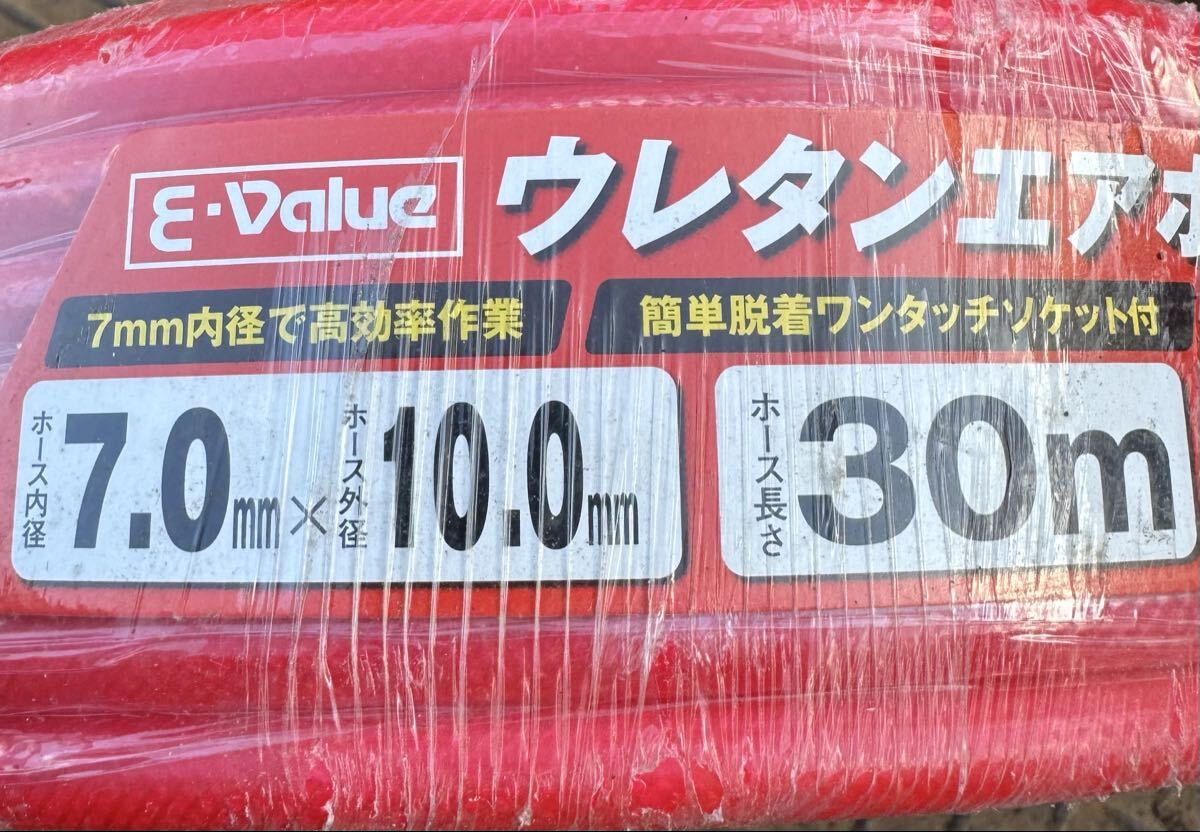 E-Value ウレタンエアホ
7mm内径で高効率作業 簡単脱着ワンタッチソケット付
ホース内径 7.0mm×ホース外径 10.0mm ホース長さ 30m